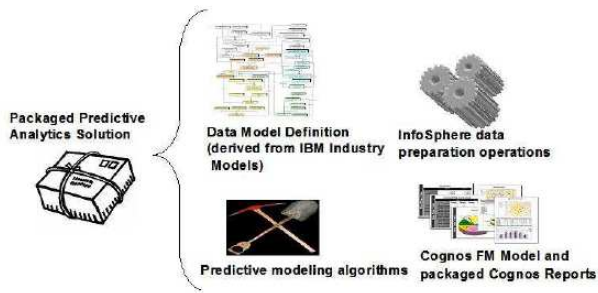 Packaged Predictive
Analytics Solution
Data Model Definition
(derived from IBM Industry
Models)
InfoSphere data
preparation operations
Predictive modeling algorithms
Cognos FM Model and
packaged Cognos Reports